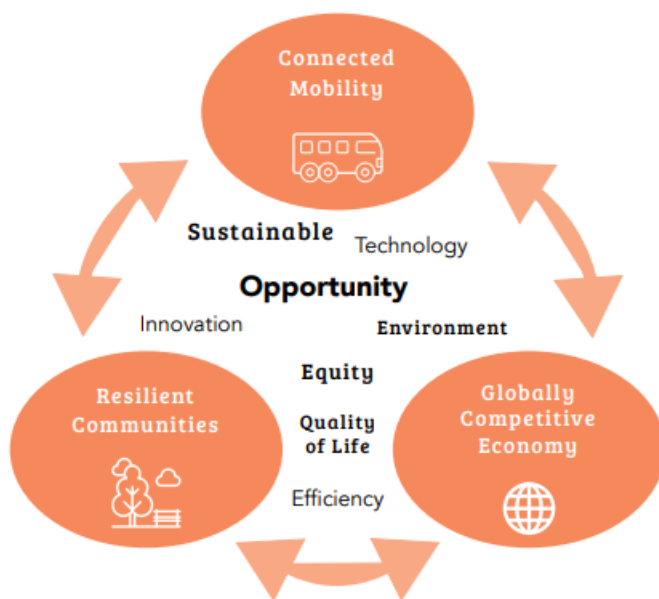 Connected
Mobility
Sustainable
Technology
Opportunity
Innovation
Environment
Equity
Resilient
Communities
Quality
of Life
Globally
Competitive
Economy
Efficiency